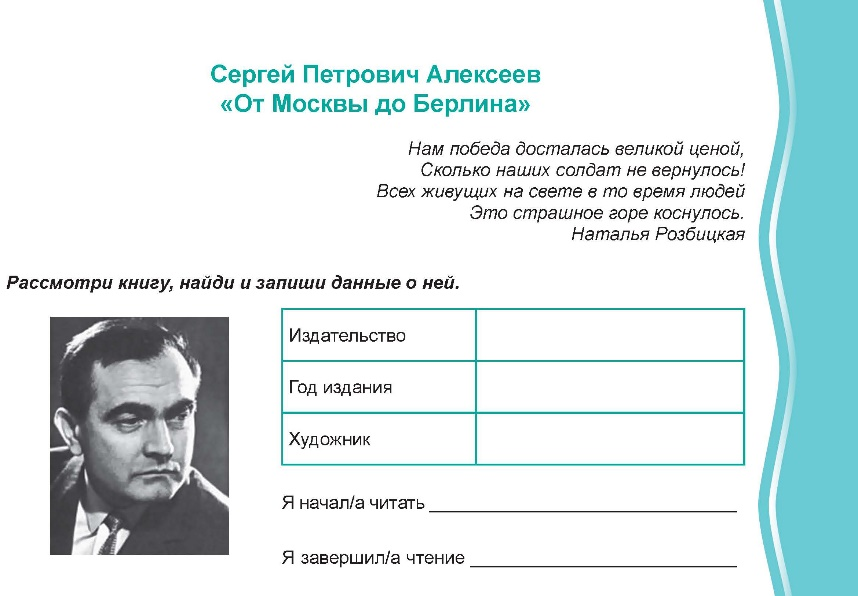 Сергей Петрович Алексеев
«От Москвы до Берлина»
Нам победа досталась великой ценой,
Сколько наших солдат не вернулось!
Всех живущих на свете в то время людей
Это страшное горе коснулось.
Наталья Розбицкая
Рассмотри книгу, найди и запиши данные о ней.
Издательство
Год издания
Художник
Я начал/а читать
Я завершил/а чтение